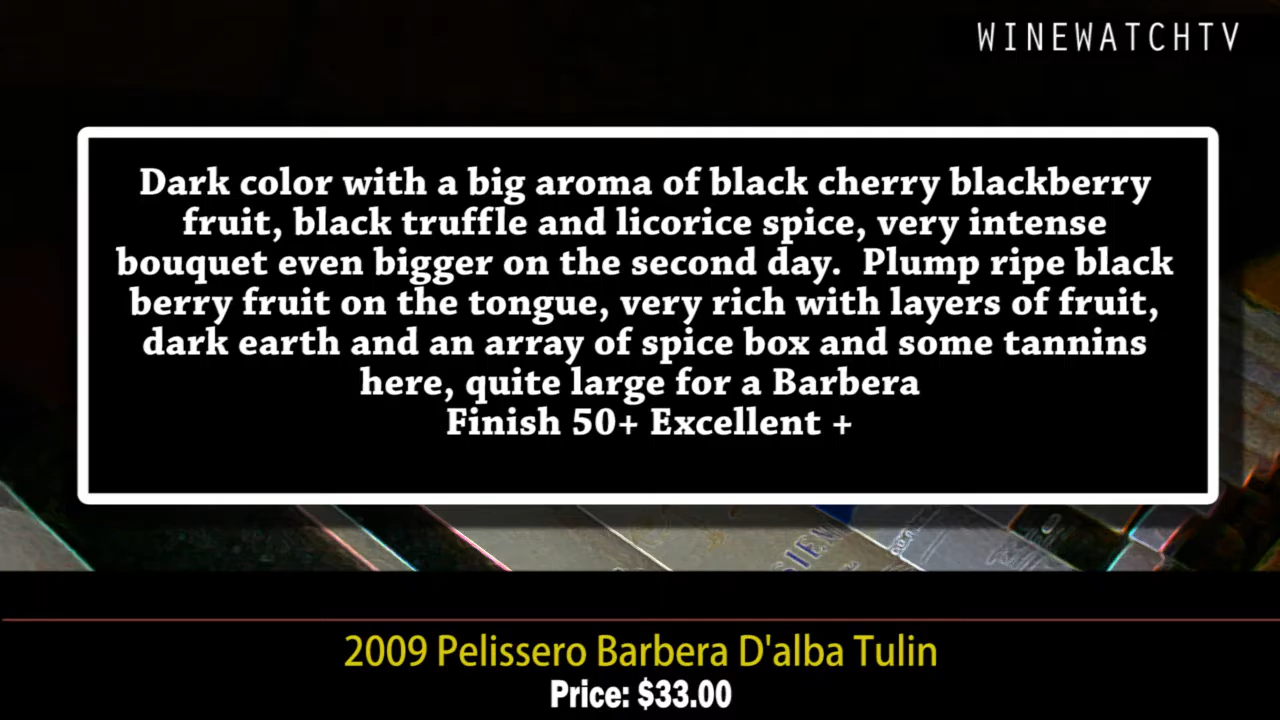 WINEWATCHTV
Dark color with a big aroma of black cherry blackberry
fruit, black truffle and licorice spice, very intense
bouquet even bigger on the second day.  Plump ripe black
berry fruit on the tongue, very rich with layers of fruit,
dark earth and an array of spice box and some tannins
here, quite large for a Barbera
Finish 50+ Excellent +
2009 Pelissero Barbera D'alba Tulin
Price: $33.00